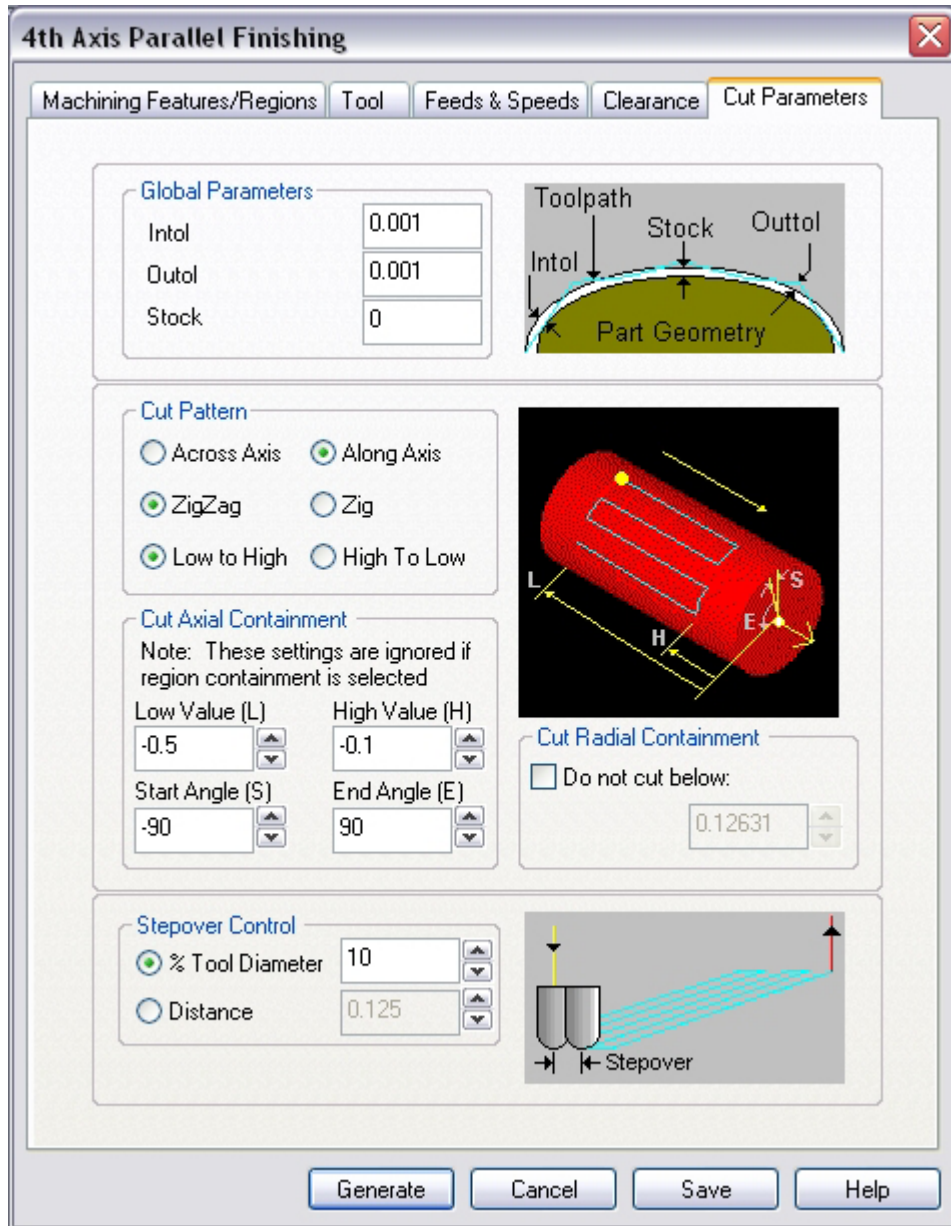 4th Axis Parallel Finishing
Machining Features/Regions Tool Feeds & Speeds Clearance Cut Parameters
Global Parameters
Intol 0.001
Outol 0.001
Stock 0
Toolpath
Stock
Outtol
Intol
Part Geometry
Cut Pattern
Across Axis Along Axis
ZigZag Zig
Low to High High To Low
L
H
S
E
Cut Axial Containment
Note: These settings are ignored if
region containment is selected
Low Value (L) High Value (H)
-0.5 -0.1
Start Angle (S) End Angle (E)
-90 90
Cut Radial Containment
Do not cut below:
0.12631
Stepover Control
% Tool Diameter 10
Distance 0.125
Stepover
Generate Cancel Save Help